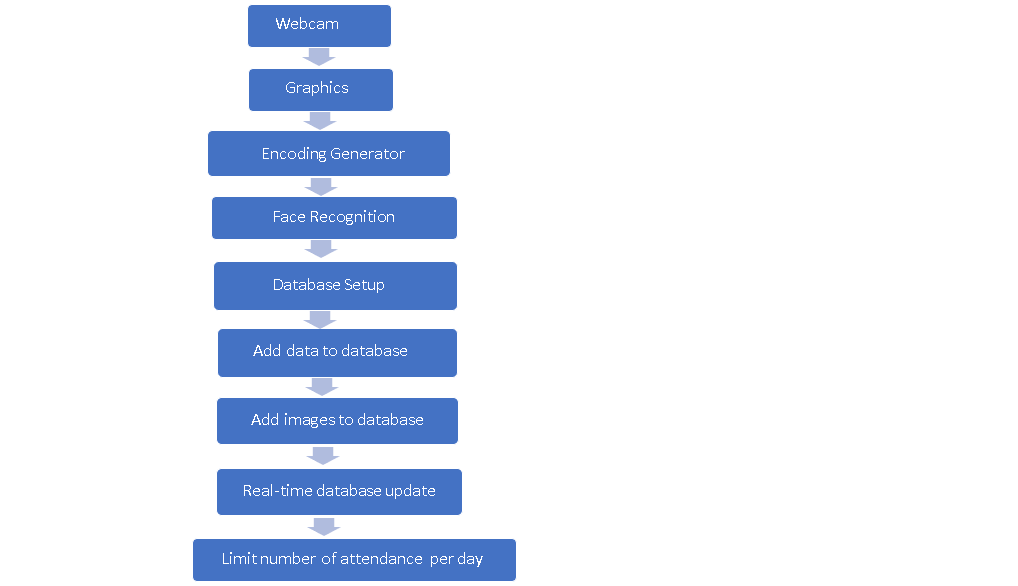 Webcam
Graphics
Encoding Generator
Face Recognition
Database Setup
Add data to database
Add images to database
Real-time database update
Limit number of attendance per day